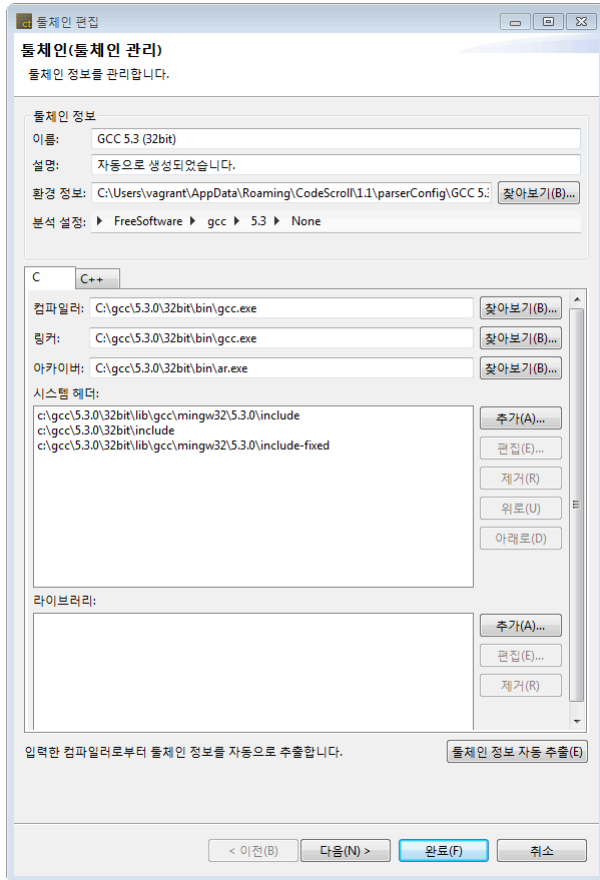 ct 툴체인 편집
툴체인(툴체인 관리)
툴체인 정보를 관리합니다.
툴체인 정보
이름: GCC 5.3 (32bit)
설명: 자동으로 생성되었습니다.
환경 정보: C:\Users\vagrant\AppData\Roaming\CodeScroll\1.1\parserConfig\GCC 5.: 찾아보기(B)...
분석 설정: FreeSoftware gcc 5.3 None
C C++
컴파일러: C:\gcc\5.3.0\32bit\bin\gcc.exe 찾아보기(B)...
링커: C:\gcc\5.3.0\32bit\bin\gcc.exe 찾아보기(B)...
아카이버: C:\gcc\5.3.0\32bit\bin\ar.exe 찾아보기(B)...
시스템 헤더:
c:\gcc\5.3.0\32bit\lib\gcc\mingw32\5.3.0\include 추가(A)...
c:\gcc\5.3.0\32bit\include
c:\gcc\5.3.0\32bit\lib\gcc\mingw32\5.3.0\include-fixed
편집(E)...
제거(R)
위로(U)
아래로(D)
라이브러리:
추가(A)...
편집(E)...
제거(R)
입력한 컴파일러로부터 툴체인 정보를 자동으로 추출합니다. 툴체인 정보 자동 추출(E)
< 이전(B) 다음(N) > 완료(F) 취소